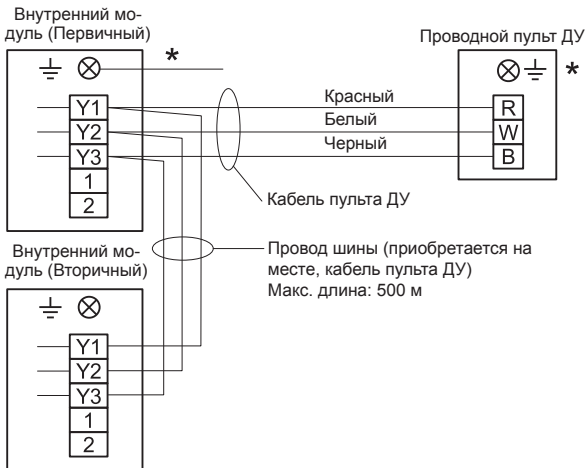 Внутренний мо-
дуль (Первичный)
*
Y1
Y2
Y3
1
2
Красный
Белый
Черный
Кабель пульта ДУ
Проводной пульт ДУ
*
R
W
B
Провод шины (приобретается на
месте, кабель пульта ДУ)
Макс. длина: 500 м
Внутренний мо-
дуль (Вторичный)
Y1
Y2
Y3
1
2